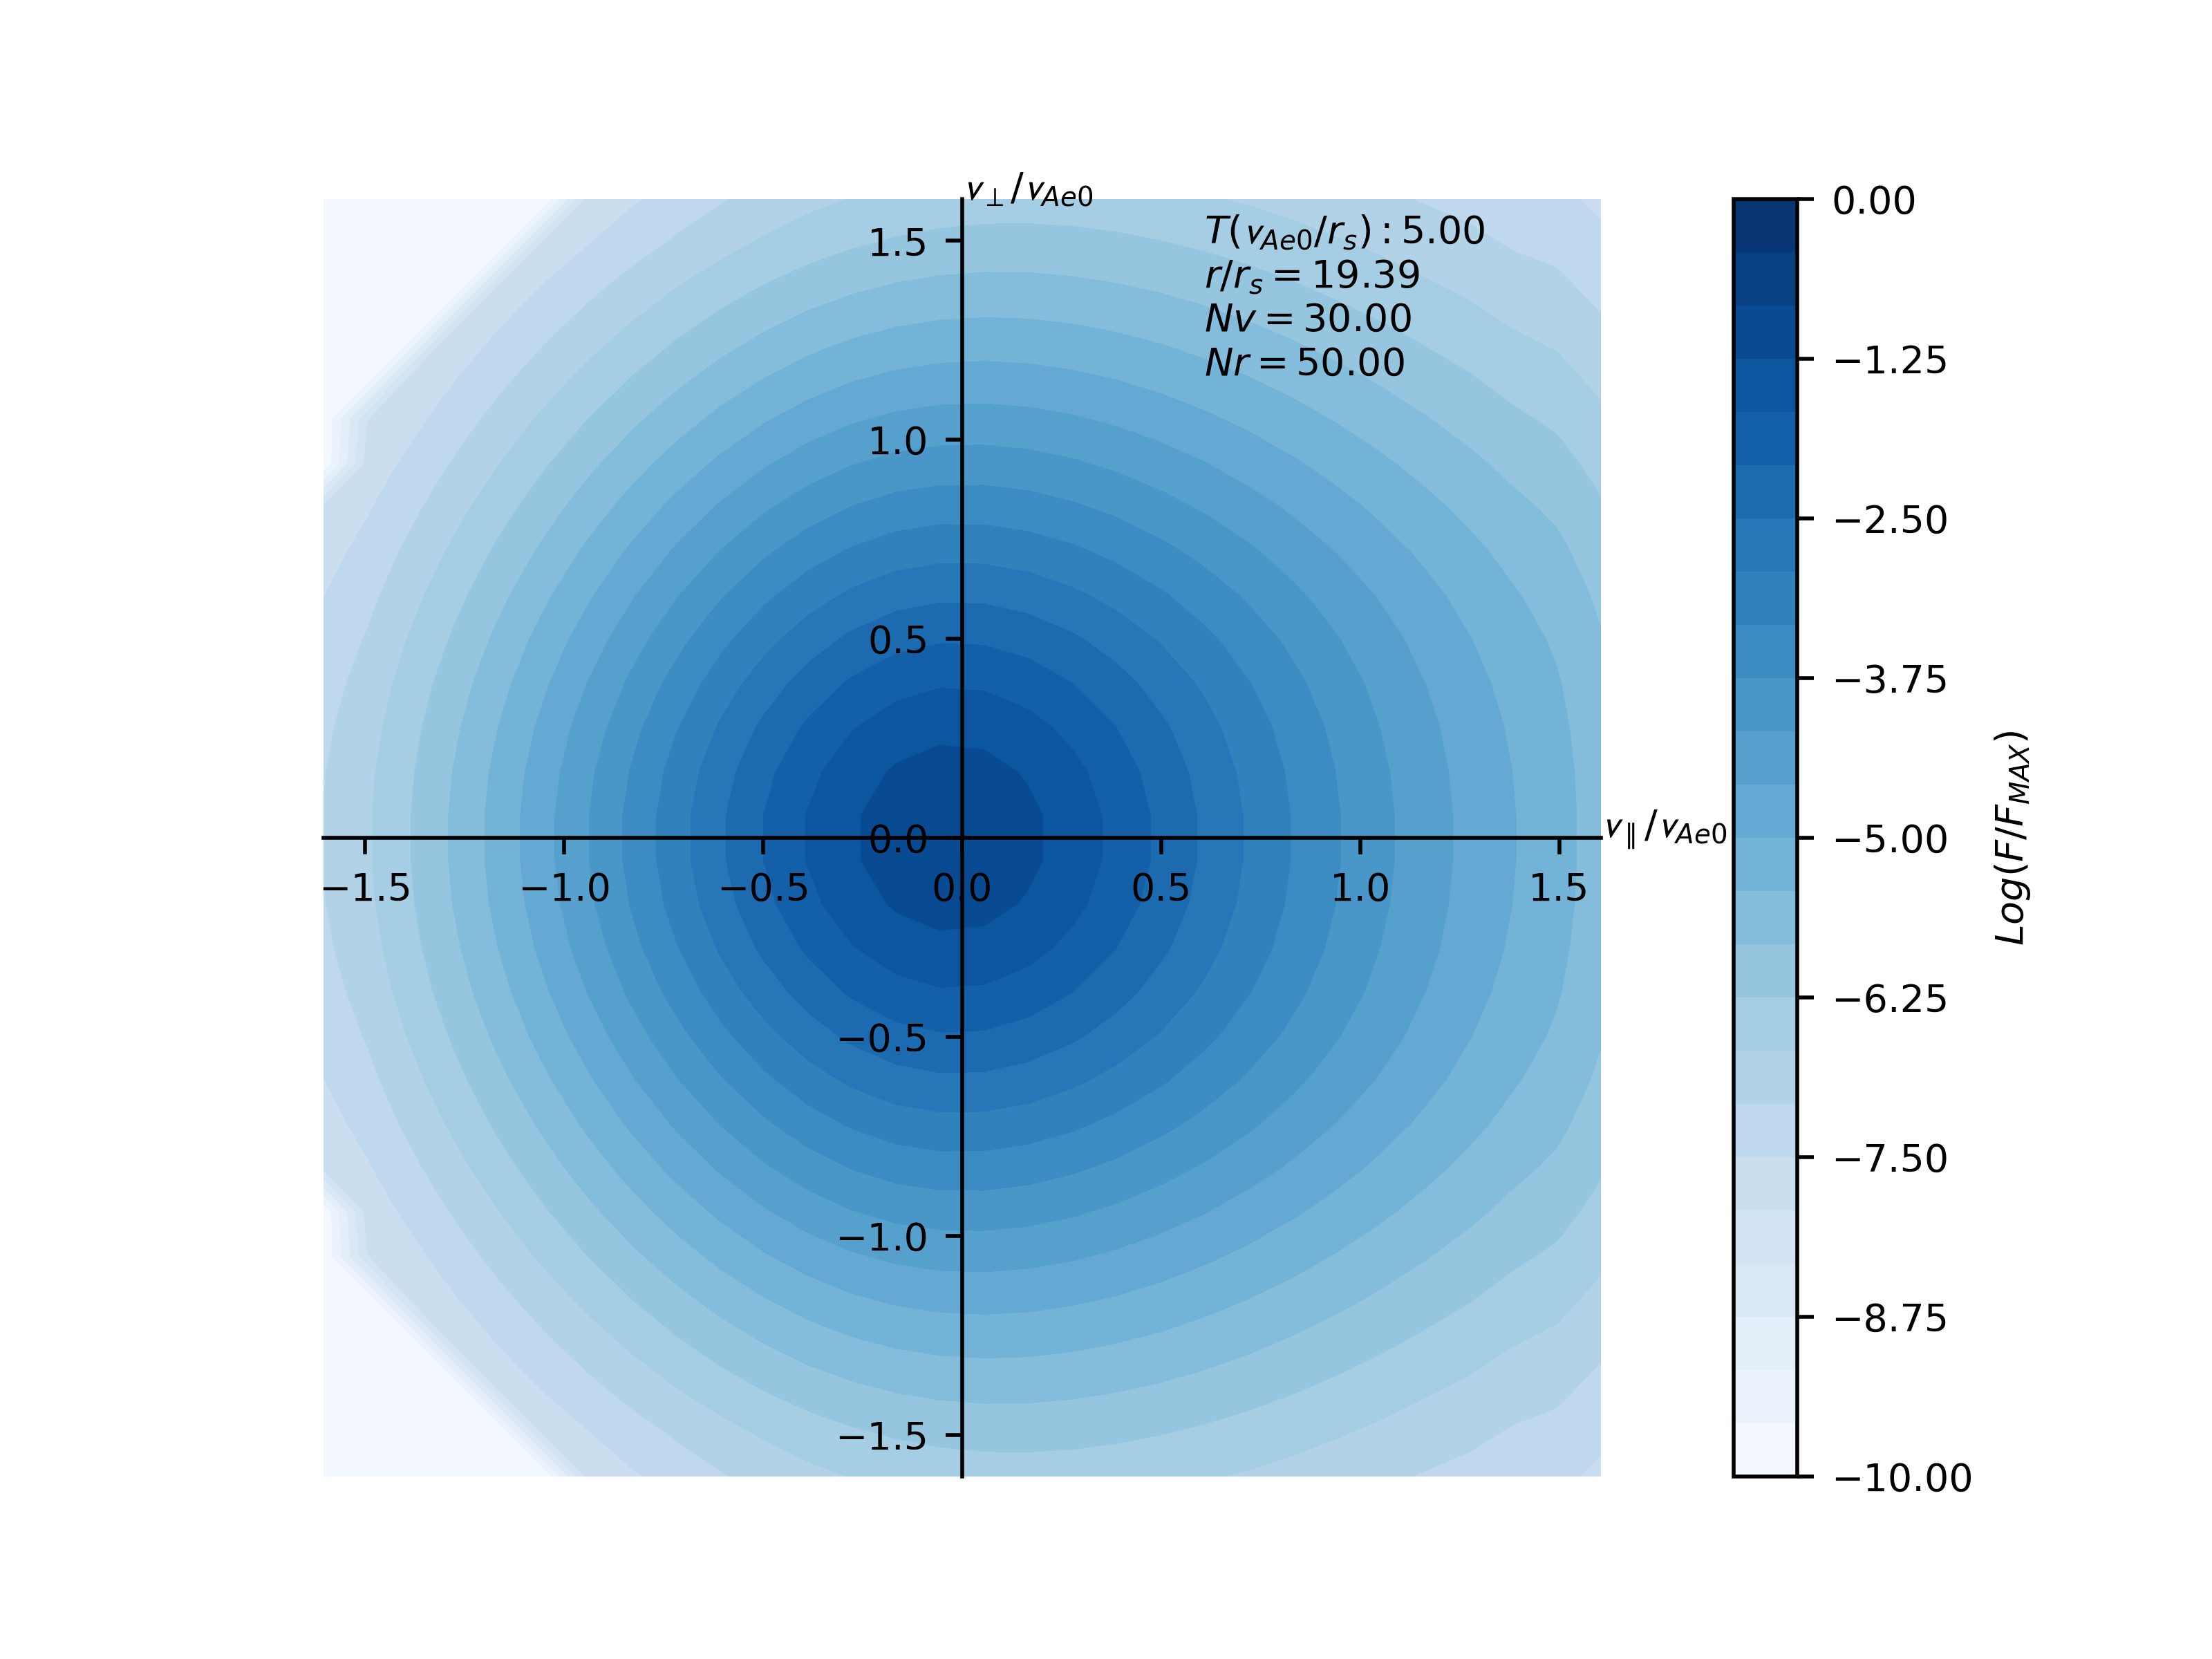 v⊥/vAe0
T(vAe0/rs) : 5.00
r/rs = 19.39
Nv = 30.00
Nr = 50.00
1.5
1.0
0.5
0.0
−0.5
−1.0
−1.5
−1.5 −1.0 −0.5 0.0 0.5 1.0 1.5
v∥/vAe0
0.00
−1.25
−2.50
−3.75
−5.00
−6.25
−7.50
−8.75
−10.00
Log(F/FMAX)